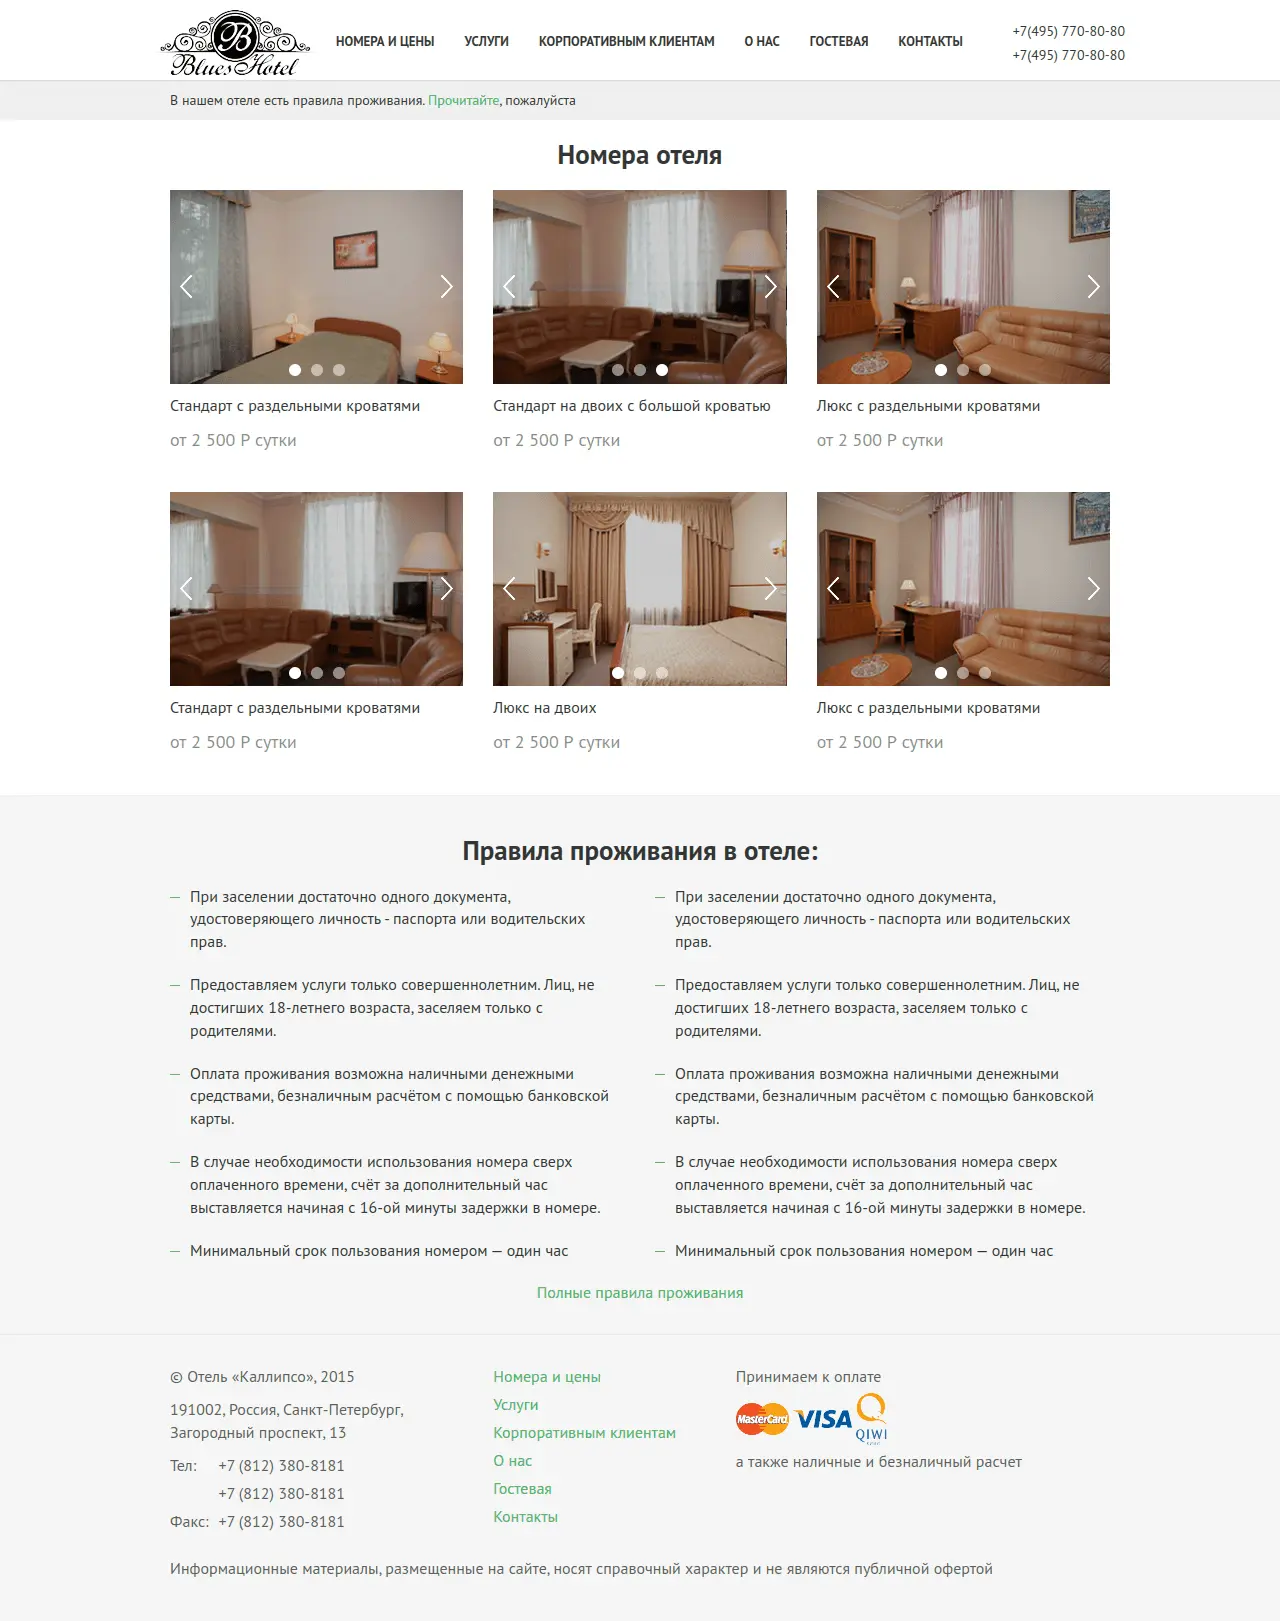 B
Blues Hotel
НОМЕРА И ЦЕНЫ УСЛУГИ КОРПОРАТИВНЫМ КЛИЕНТАМ О НАС ГОСТЕВАЯ КОНТАКТЫ
+7(495) 770-80-80
+7(495) 770-80-80
В нашем отеле есть правила проживания. Прочитайте, пожалуйста
Номера отеля
Стандарт с раздельными кроватями
от 2 500 Р сутки
Стандарт на двоих с большой кроватью
от 2 500 Р сутки
Люкс с раздельными кроватями
от 2 500 Р сутки
Стандарт с раздельными кроватями
от 2 500 Р сутки
Люкс на двоих
от 2 500 Р сутки
Люкс с раздельными кроватями
от 2 500 Р сутки
Правила проживания в отеле:
— При заселении достаточно одного документа,
удостоверяющего личность - паспорта или водительских
прав.
— Предоставляем услуги только совершеннолетним. Лиц, не
достигших 18-летнего возраста, заселяем только с
родителями.
— Оплата проживания возможна наличными денежными
средствами, безналичным расчётом с помощью банковской
карты.
— В случае необходимости использования номера сверх
оплаченного времени, счёт за дополнительный час
выставляется начиная с 16-ой минуты задержки в номере.
— Минимальный срок пользования номером — один час
— При заселении достаточно одного документа,
удостоверяющего личность - паспорта или водительских
прав.
— Предоставляем услуги только совершеннолетним. Лиц, не
достигших 18-летнего возраста, заселяем только с
родителями.
— Оплата проживания возможна наличными денежными
средствами, безналичным расчётом с помощью банковской
карты.
— В случае необходимости использования номера сверх
оплаченного времени, счёт за дополнительный час
выставляется начиная с 16-ой минуты задержки в номере.
— Минимальный срок пользования номером — один час
Полные правила проживания
© Отель «Каллипсо», 2015
191002, Россия, Санкт-Петербург,
Загородный проспект, 13
Тел: +7 (812) 380-8181
+7 (812) 380-8181
Факс: +7 (812) 380-8181
Номера и цены
Услуги
Корпоративным клиентам
О нас
Гостевая
Контакты
Принимаем к оплате
MasterCard VISA QIWI
а также наличные и безналичный расчет
Информационные материалы, размещенные на сайте, носят справочный характер и не являются публичной офертой